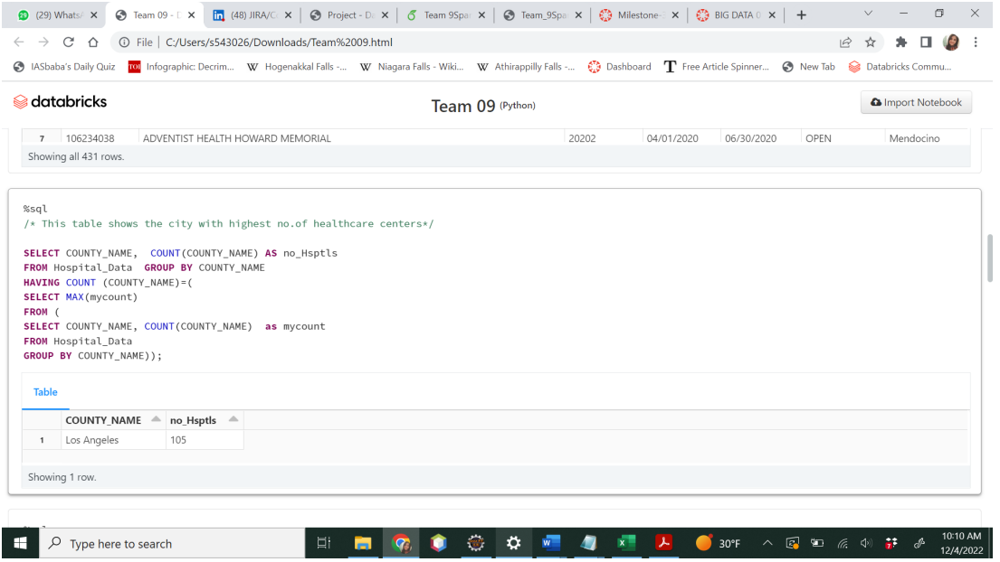 (29) Whats/
Team 09 - D
(48) JIRA/C
Project - Da
Team 9Spar
Team_9Spar
Milestone-
BIG DATA 0
File C:/Users/s543026/Downloads/Team%2009.html
IASbaba's Daily Quiz
Infographic: Decrim...
Hogenakkal Falls -...
Niagara Falls - Wiki...
Athirappilly Falls -...
Dashboard
Free Article Spinner...
New Tab
Databricks Commu...
databricks
Team 09 (Python)
Import Notebook
7 106234038 ADVENTIST HEALTH HOWARD MEMORIAL 20202 04/01/2020 06/30/2020 OPEN Mendocino
Showing all 431 rows.
%sql
/* This table shows the city with highest no.of healthcare centers*/
SELECT COUNTY_NAME, COUNT(COUNTY_NAME) AS no_Hsptls
FROM Hospital_Data GROUP BY COUNTY_NAME
HAVING COUNT (COUNTY_NAME)=(
SELECT MAX(mycount)
FROM (
SELECT COUNTY_NAME, COUNT(COUNTY_NAME) as mycount
FROM Hospital_Data
GROUP BY COUNTY_NAME));
Table
COUNTY_NAME no_Hsptls
1 Los Angeles 105
Showing 1 row.
Type here to search
30°F
10:10 AM
12/4/2022